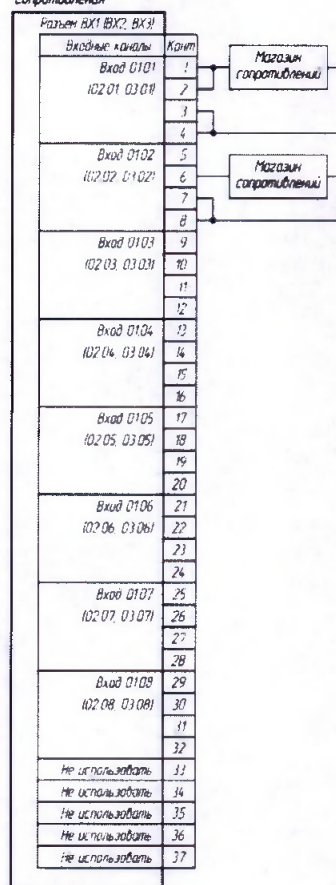 сопротивления
Разъем ВХ1 (ВХ2, ВХ3)
Входные каналы Конт
Вход 01.01 1
(02.01, 03.01) 2
3
4
Вход 01.02 5
(02.02, 03.02) 6
7
8
Вход 01.03 9
(02.03, 03.03) 10
11
12
Вход 01.04 13
(02.04, 03.04) 14
15
16
Вход 01.05 17
(02.05, 03.05) 18
19
20
Вход 01.06 21
(02.06, 03.06) 22
23
24
Вход 01.07 25
(02.07, 03.07) 26
27
28
Вход 01.08 29
(02.08, 03.08) 30
31
32
Не использовать 33
Не использовать 34
Не использовать 35
Не использовать 36
Не использовать 37
Магазин
сопротивлений
Магазин
сопротивлений